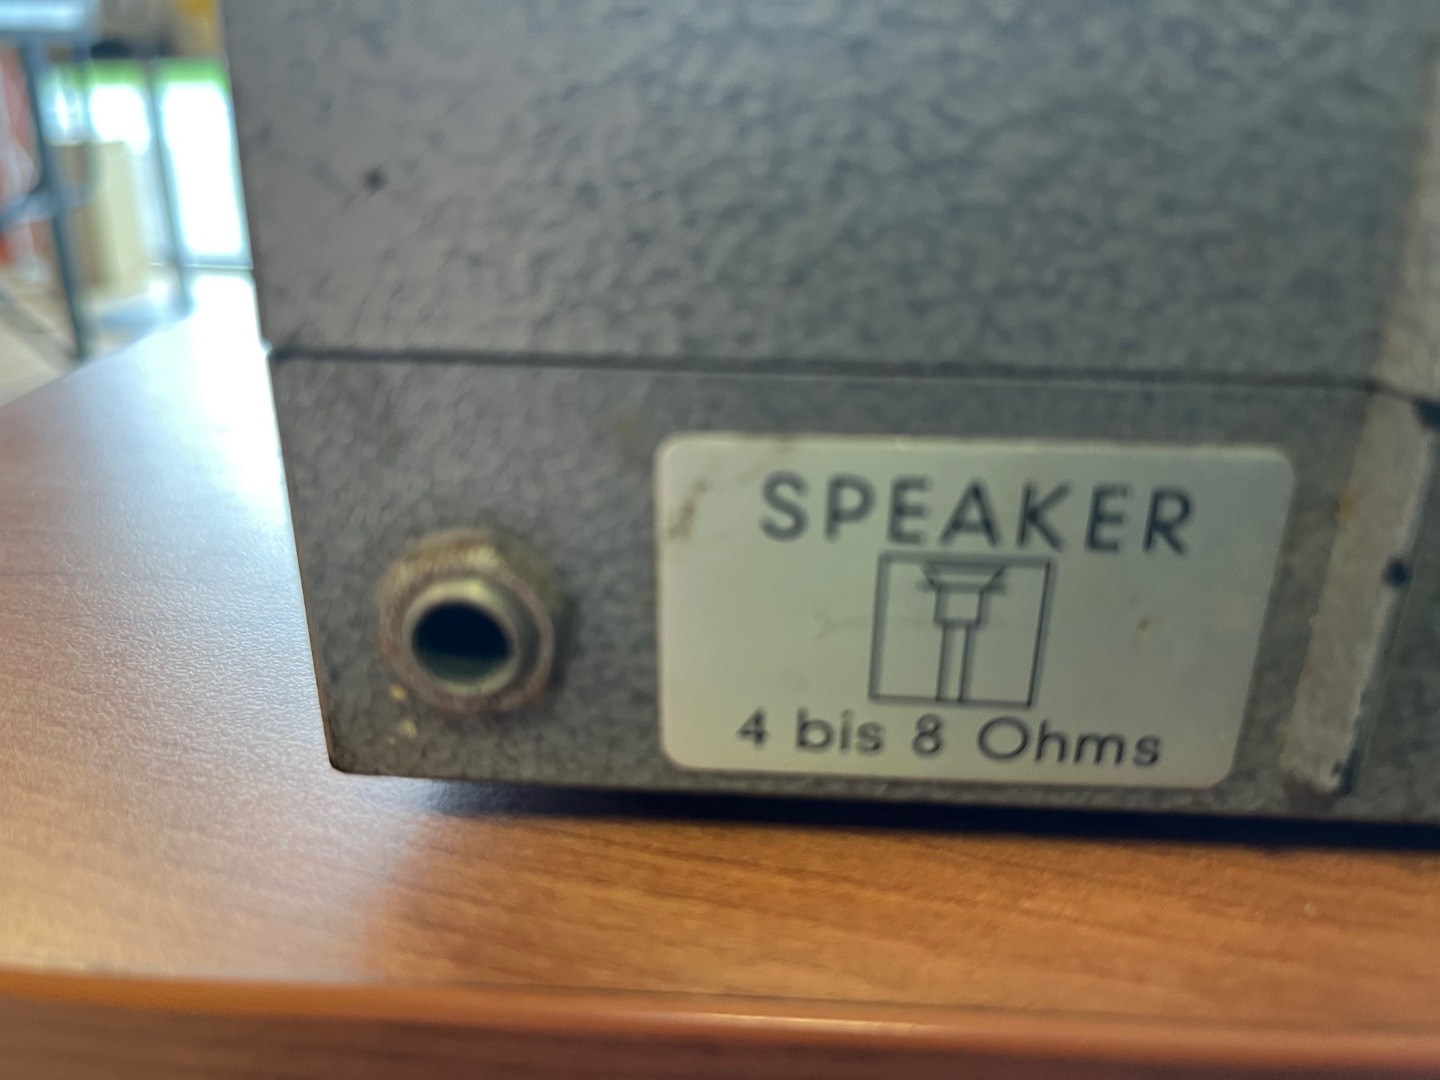 SPEAKER
4 bis 8 Ohms